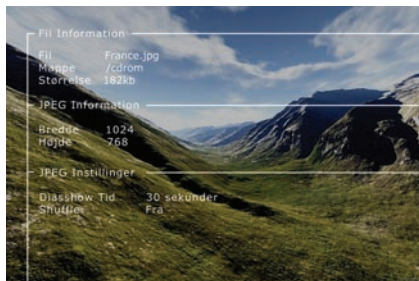 Fil Information
Fil France.jpg
Mappe /cdrom
Størrelse 182kb
JPEG Information
Bredde 1024
Højde 768
JPEG Instillinger
Diasshow Tid 30 sekunder
Shuffle Fra